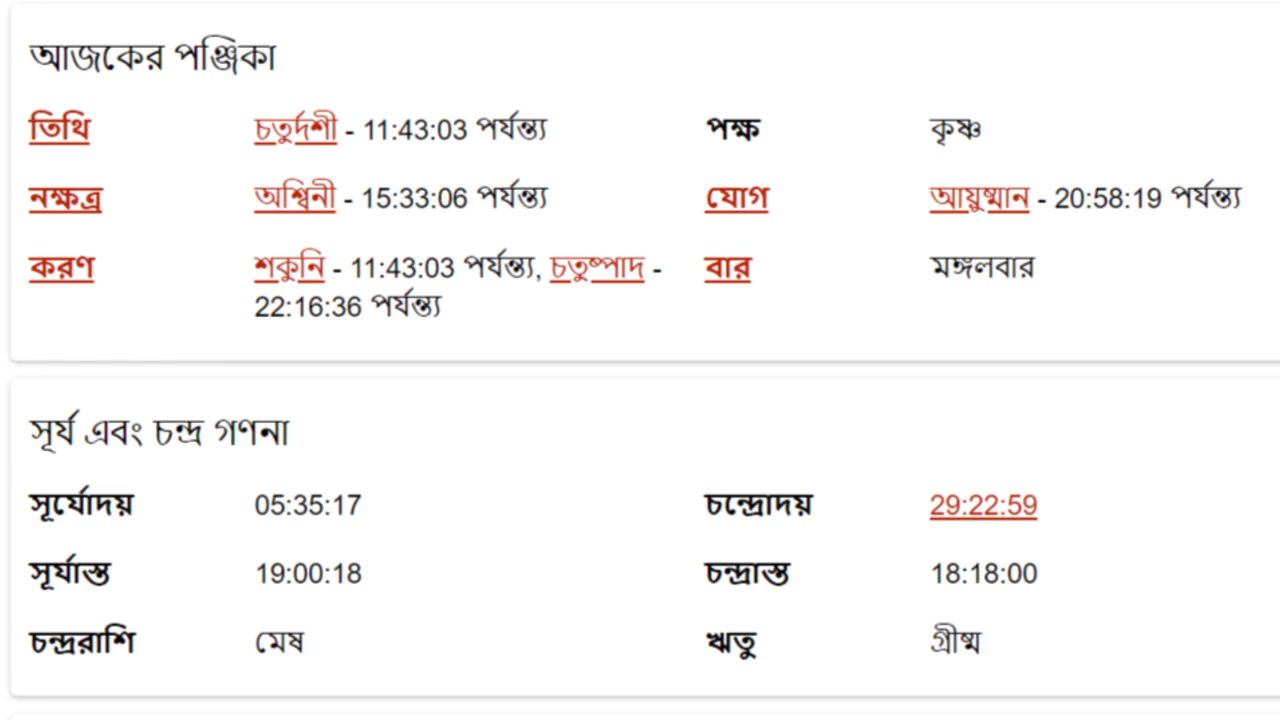 আজকের পঞ্জিকা
তিথি চতুর্দশী - 11:43:03 পর্যন্ত্য পক্ষ কৃষ্ণ
নক্ষত্র অশ্বিনী - 15:33:06 পর্যন্ত্য যোগ আয়ুষ্মান - 20:58:19 পর্যন্ত্য
করণ শকুনি - 11:43:03 পর্যন্ত্য, চতুষ্পাদ - বার মঙ্গলবার
22:16:36 পর্যন্ত্য
সূর্য এবং চন্দ্র গণনা
সূর্যোদয় 05:35:17 চন্দ্রোদয় 29:22:59
সূর্যাস্ত 19:00:18 চন্দ্রাস্ত 18:18:00
চন্দ্ররাশি মেষ ঋতু গ্রীষ্ম